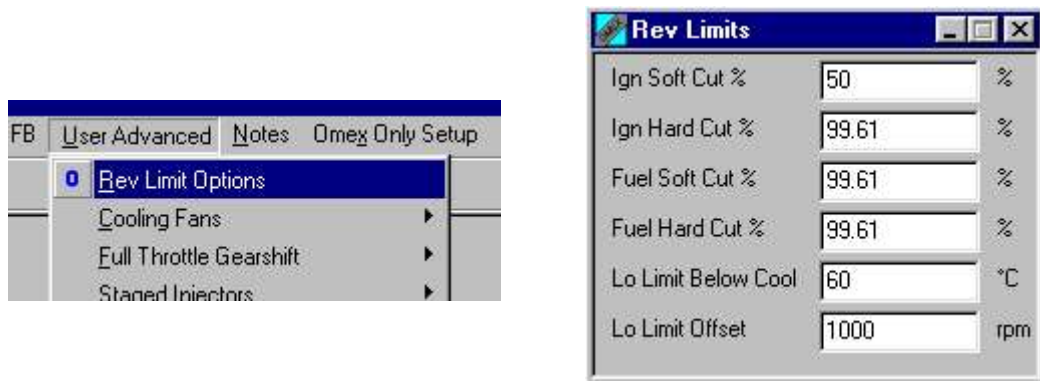 FB User Advanced Notes Omex Only Setup
O Rev Limit Options
Cooling Fans
Full Throttle Gearshift
Staged Injectors
Rev Limits
Ign Soft Cut % 50 %
Ign Hard Cut % 99.61 %
Fuel Soft Cut % 99.61 %
Fuel Hard Cut % 99.61 %
Lo Limit Below Cool 60 °C
Lo Limit Offset 1000 rpm